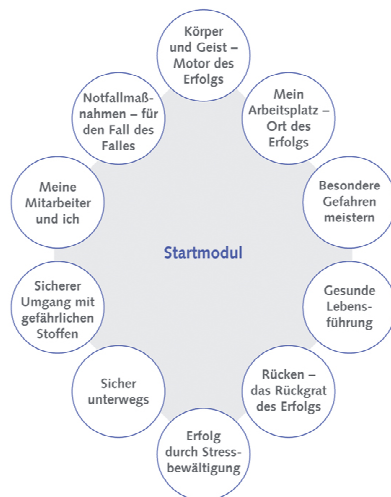 Körper
und Geist –
Motor des
Erfolgs
Mein
Arbeitsplatz –
Ort des
Erfolgs
Besondere
Gefahren
meistern
Gesunde
Lebens-
führung
Rücken –
das Rückgrat
des Erfolgs
Erfolg
durch Stress-
bewältigung
Sicher
unterwegs
Sicherer
Umgang mit
gefährlichen
Stoffen
Meine
Mitarbeiter
und ich
Notfallmaß-
nahmen – für
den Fall des
Falles
Startmodul